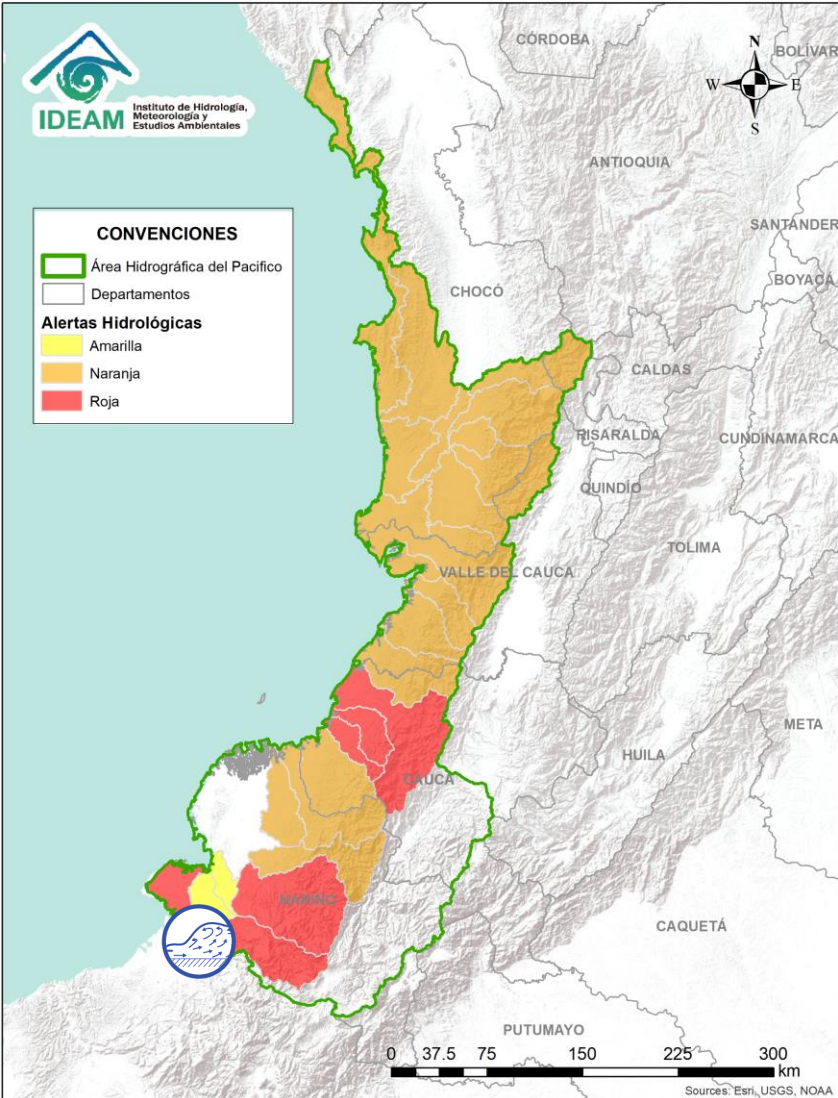 IDEAM
Instituto de Hidrología,
Meteorología y
Estudios Ambientales
CÓRDOBA
BOLÍVAR
N
W
E
S
ANTIOQUIA
SANTANDER
BOYACÁ
CONVENCIONES
Área Hidrográfica del Pacifico
Departamentos
Alertas Hidrológicas
Amarilla
Naranja
Roja
CHOCÓ
CALDAS
RISARALDA
CUNDINAMARCA
QUINDÍO
TOLIMA
VALLE DEL CAUCA
META
HUILA
CAUCA
NARIÑO
CAQUETÁ
PUTUMAYO
0 37.5 75 150 225 300
km
Sources: Esri, USGS, NOAA